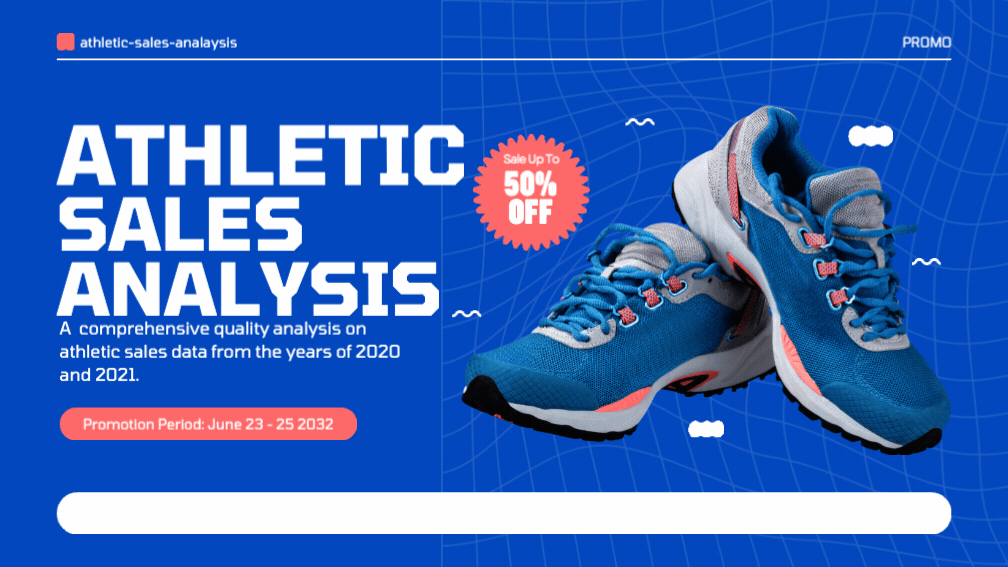 athletic-sales-analaysis
PROMO
ATHLETIC
SALES
ANALYSIS
Sale Up To
50%
OFF
A comprehensive quality analysis on
athletic sales data from the years of 2020
and 2021.
Promotion Period: June 23 - 25 2032